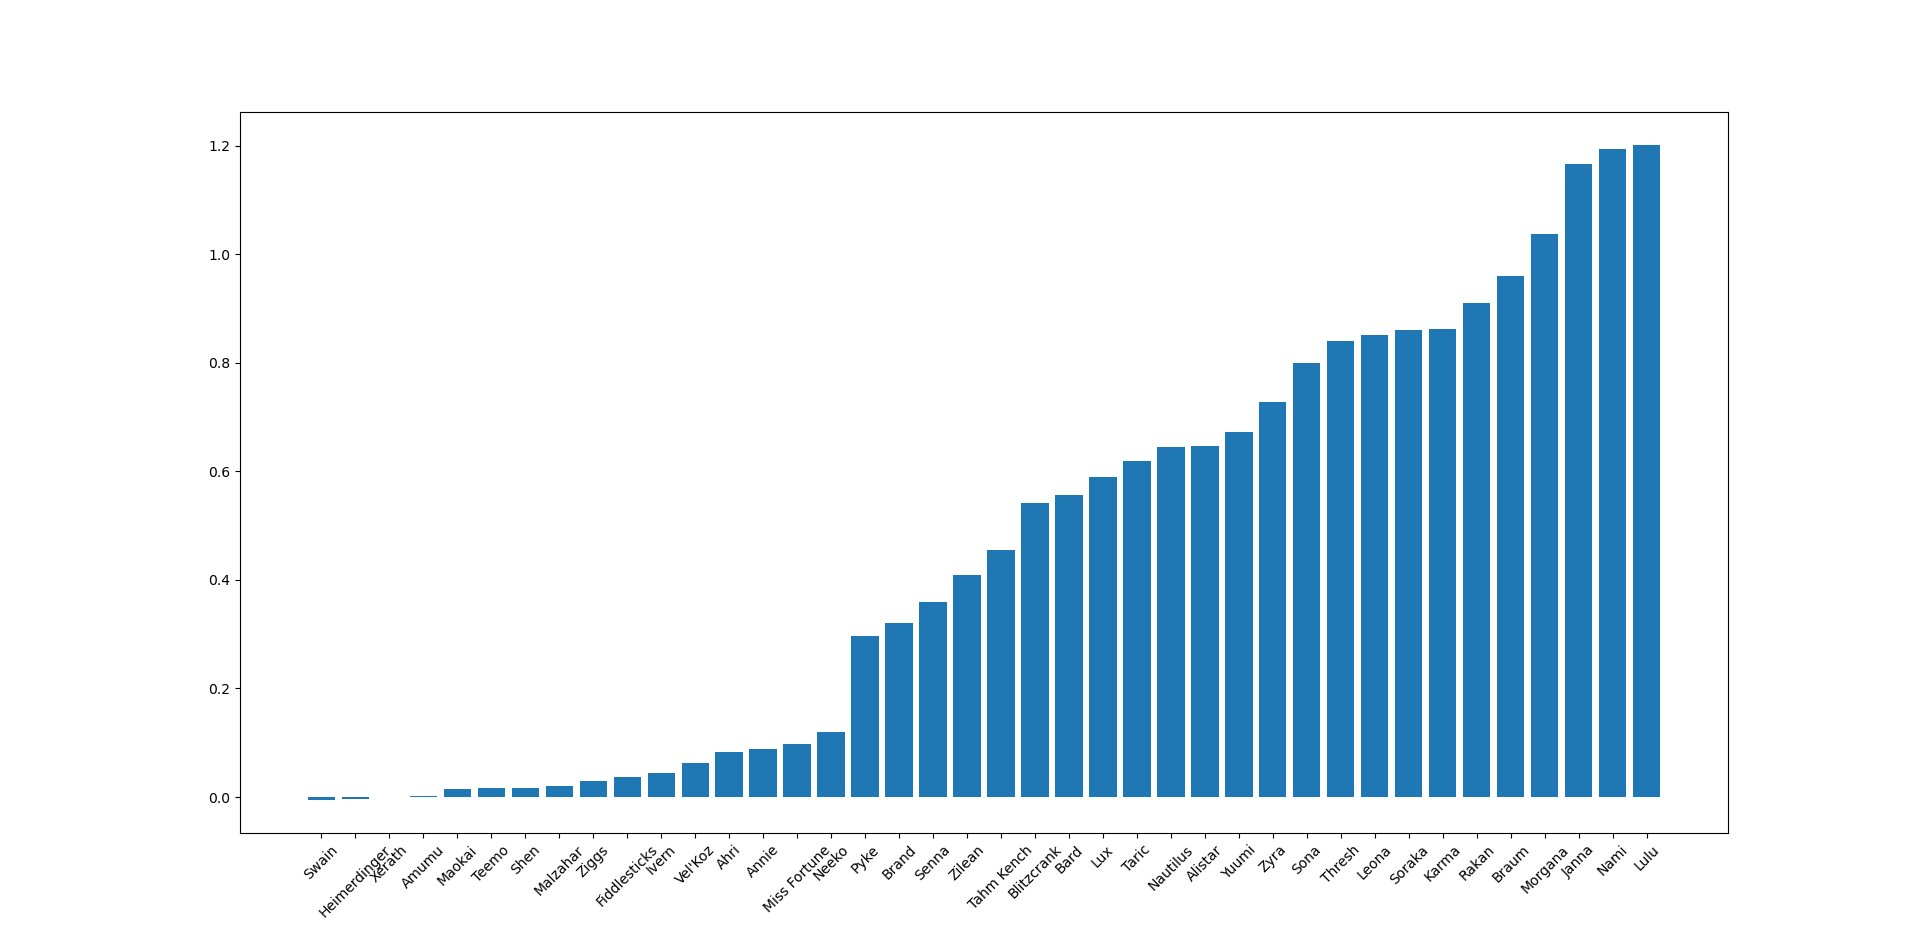 1.2
1.0
0.8
0.6
0.4
0.2
0.0
Swain
Heimerdinger
Xerath
Amumu
Maokai
Teemo
Shen
Malzahar
Ziggs
Fiddlesticks
Ivern
Vel'Koz
Ahri
Annie
Miss Fortune
Neeko
Pyke
Brand
Senna
Zilean
Tahm Kench
Blitzcrank
Bard
Lux
Taric
Nautilus
Alistar
Yuumi
Zyra
Sona
Thresh
Leona
Soraka
Karma
Rakan
Braum
Morgana
Janna
Nami
Lulu